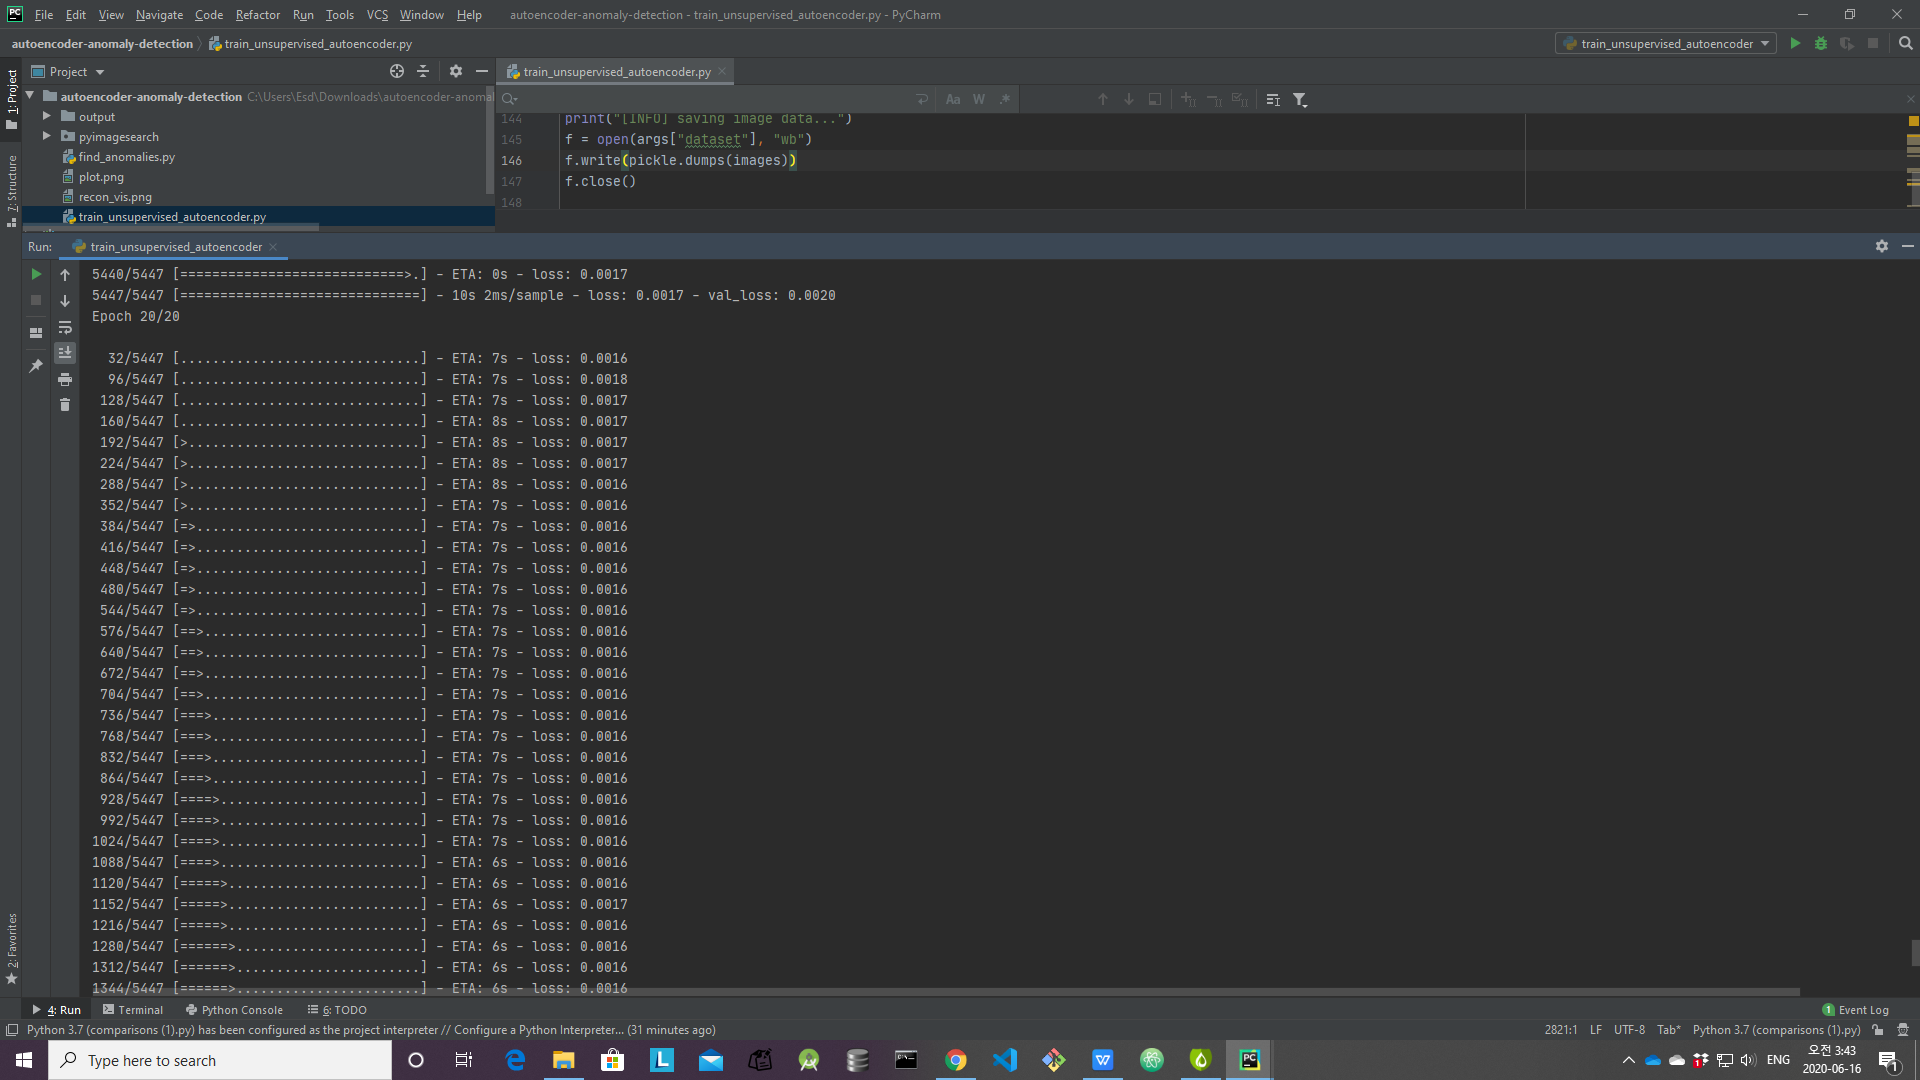 File Edit View Navigate Code Refactor Run Tools VCS Window Help autoencoder-anomaly-detection - train_unsupervised_autoencoder.py - PyCharm
autoencoder-anomaly-detection train_unsupervised_autoencoder.py train_unsupervised_autoencoder
1: Project
Project
train_unsupervised_autoencoder.py
autoencoder-anomaly-detection C:\Users\Esd\Downloads\autoencoder-anomal
output
pyimagesearch
find_anomalies.py
plot.png
recon_vis.png
train_unsupervised_autoencoder.py
7: Structure
Aa W .*
144 print("[INFO] saving image data...")
145 f = open(args["dataset"], "wb")
146 f.write(pickle.dumps(images))
147 f.close()
148
Run: train_unsupervised_autoencoder
5440/5447 [============================>.] - ETA: 0s - loss: 0.0017
5447/5447 [==============================] - 10s 2ms/sample - loss: 0.0017 - val_loss: 0.0020
Epoch 20/20
32/5447 [..............................] - ETA: 7s - loss: 0.0016
96/5447 [..............................] - ETA: 7s - loss: 0.0018
128/5447 [..............................] - ETA: 7s - loss: 0.0017
160/5447 [..............................] - ETA: 8s - loss: 0.0017
192/5447 [>.............................] - ETA: 8s - loss: 0.0017
224/5447 [>.............................] - ETA: 8s - loss: 0.0017
288/5447 [>.............................] - ETA: 8s - loss: 0.0016
352/5447 [>.............................] - ETA: 7s - loss: 0.0016
384/5447 [=>............................] - ETA: 7s - loss: 0.0016
416/5447 [=>............................] - ETA: 7s - loss: 0.0016
448/5447 [=>............................] - ETA: 7s - loss: 0.0016
480/5447 [=>............................] - ETA: 7s - loss: 0.0016
544/5447 [=>............................] - ETA: 7s - loss: 0.0016
576/5447 [==>...........................] - ETA: 7s - loss: 0.0016
640/5447 [==>...........................] - ETA: 7s - loss: 0.0016
672/5447 [==>...........................] - ETA: 7s - loss: 0.0016
704/5447 [==>...........................] - ETA: 7s - loss: 0.0016
736/5447 [===>..........................] - ETA: 7s - loss: 0.0016
768/5447 [===>..........................] - ETA: 7s - loss: 0.0016
832/5447 [===>..........................] - ETA: 7s - loss: 0.0016
864/5447 [===>..........................] - ETA: 7s - loss: 0.0016
928/5447 [====>.........................] - ETA: 7s - loss: 0.0016
992/5447 [====>.........................] - ETA: 7s - loss: 0.0016
1024/5447 [====>.........................] - ETA: 7s - loss: 0.0016
1088/5447 [====>.........................] - ETA: 6s - loss: 0.0016
1120/5447 [=====>........................] - ETA: 6s - loss: 0.0016
1152/5447 [=====>........................] - ETA: 6s - loss: 0.0017
1216/5447 [=====>........................] - ETA: 6s - loss: 0.0016
1280/5447 [======>.......................] - ETA: 6s - loss: 0.0016
1312/5447 [======>.......................] - ETA: 6s - loss: 0.0016
1344/5447 [======>.......................] - ETA: 6s - loss: 0.0016
2: Favorites
4: Run Terminal Python Console 6: TODO 1 Event Log
Python 3.7 (comparisons (1).py) has been configured as the project interpreter // Configure a Python Interpreter... (31 minutes ago) 2821:1 LF UTF-8 Tab* Python 3.7 (comparisons (1).py)
Type here to search
ENG
오전 3:43
2020-06-16
1